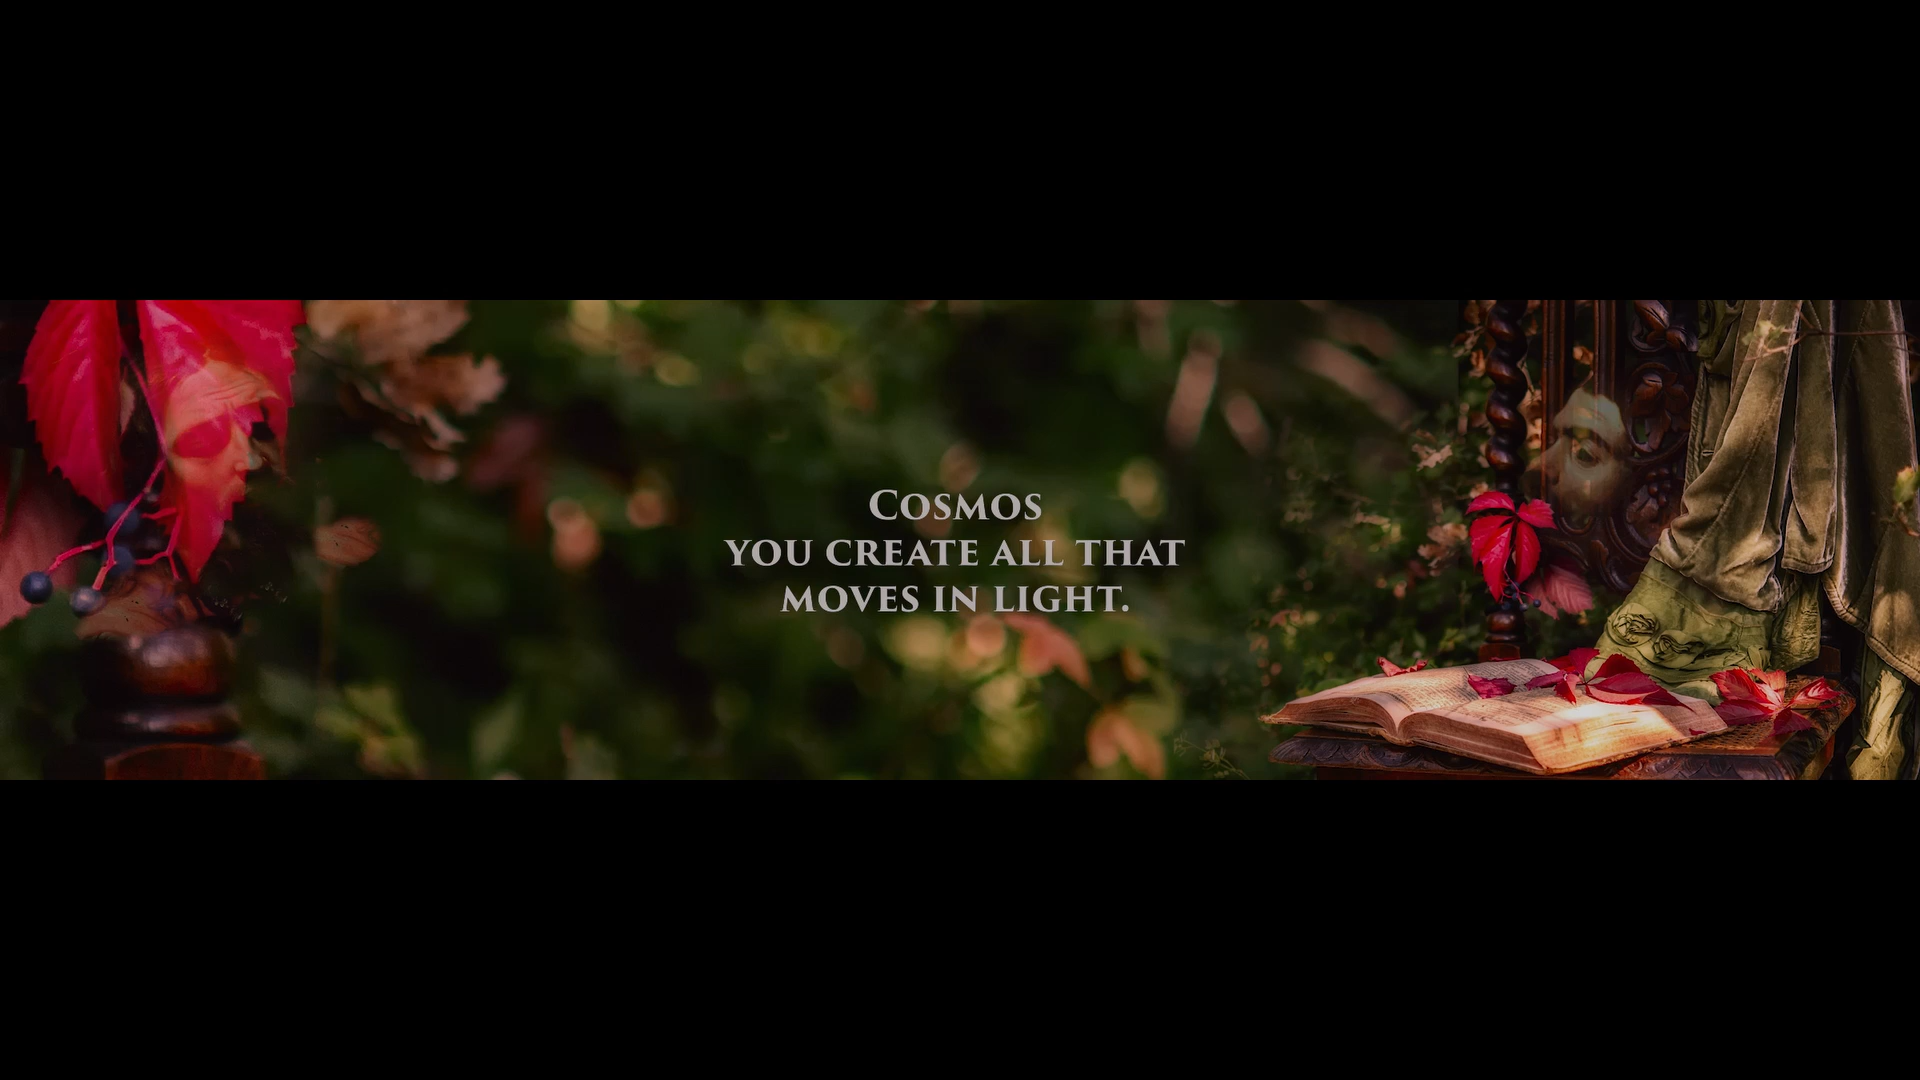 Cosmos
you create all that
moves in light.